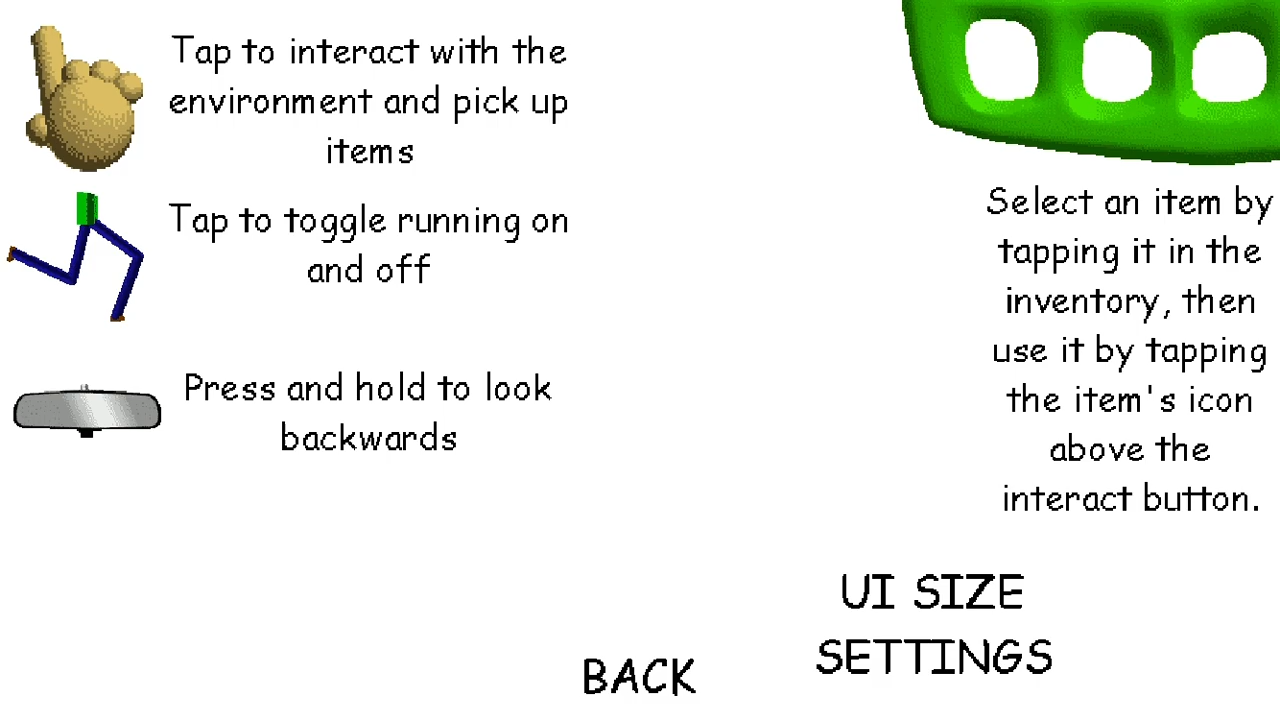 Tap to interact with the
environment and pick up
items
Tap to toggle running on
and off
Press and hold to look
backwards
Select an item by
tapping it in the
inventory, then
use it by tapping
the item's icon
above the
interact button.
UI SIZE
SETTINGS
BACK